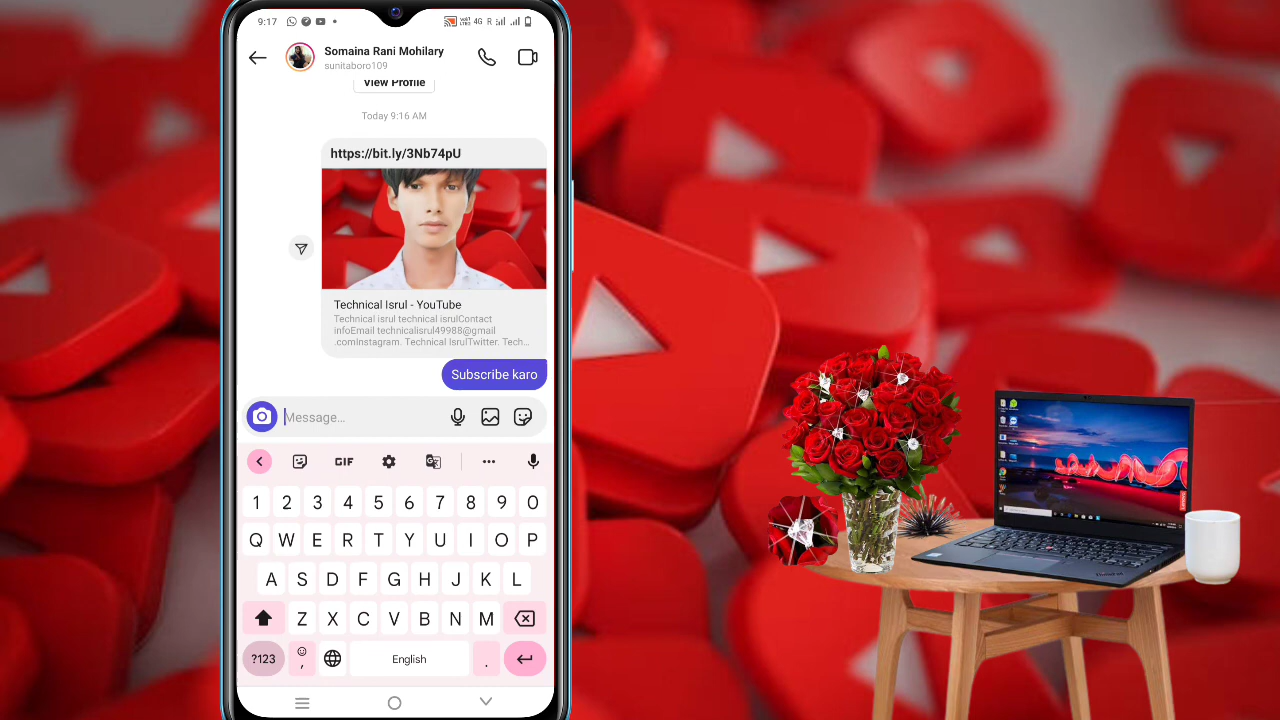 9:17
4G R
Somaina Rani Mohilary
sunitaboro109
View Profile
Today 9:16 AM
https://bit.ly/3Nb74pU
Technical Isrul - YouTube
Technical isrul technical isrulContact
infoEmail technicalisrul49988@gmail
.comInstagram. Technical IsrulTwitter. Tech...
Subscribe karo
Message...
GIF
1 2 3 4 5 6 7 8 9 0
Q W E R T Y U I O P
A S D F G H J K L
Z X C V B N M
?123 , English .